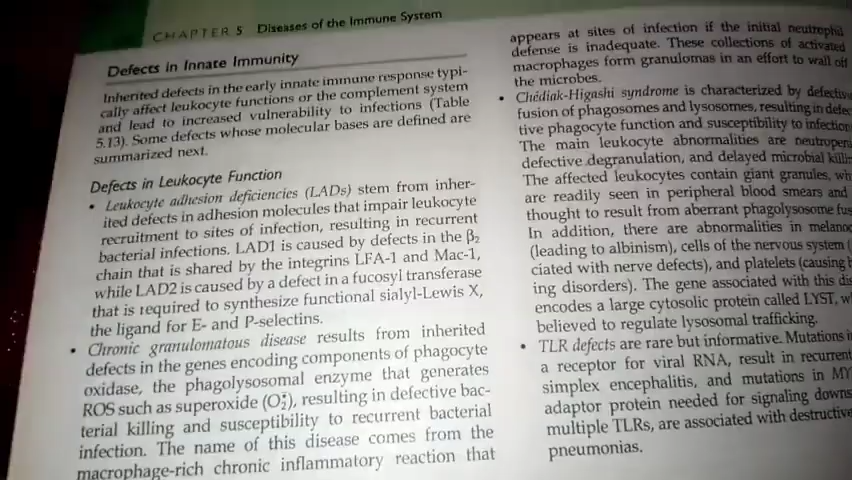 CHAPTER 5 Diseases of the Immune System
Defects in Innate Immunity
Inherited defects in the early innate immune response typi-
cally affect leukocyte functions or the complement system
and lead to increased vulnerability to infections (Table
5.13). Some defects whose molecular bases are defined are
summarized next.
Defects in Leukocyte Function
• Leukocyte adhesion deficiencies (LADs) stem from inher-
ited defects in adhesion molecules that impair leukocyte
recruitment to sites of infection, resulting in recurrent
bacterial infections. LAD1 is caused by defects in the β₂
chain that is shared by the integrins LFA-1 and Mac-1,
while LAD2 is caused by a defect in a fucosyl transferase
that is required to synthesize functional sialyl-Lewis X,
the ligand for E- and P-selectins.
• Chronic granulomatous disease results from inherited
defects in the genes encoding components of phagocyte
oxidase, the phagolysosomal enzyme that generates
ROS such as superoxide (O₂•), resulting in defective bac-
terial killing and susceptibility to recurrent bacterial
infection. The name of this disease comes from the
macrophage-rich chronic inflammatory reaction that
appears at sites of infection if the initial neutrophil
defense is inadequate. These collections of activated
macrophages form granulomas in an effort to wall off
the microbes.
• Chédiak-Higashi syndrome is characterized by defective
fusion of phagosomes and lysosomes, resulting in defec
tive phagocyte function and susceptibility to infection
The main leukocyte abnormalities are neutropen
defective degranulation, and delayed microbial killi
The affected leukocytes contain giant granules, wh
are readily seen in peripheral blood smears and
thought to result from aberrant phagolysosome fus
In addition, there are abnormalities in melano
(leading to albinism), cells of the nervous system (
ciated with nerve defects), and platelets (causing b
ing disorders). The gene associated with this dis
encodes a large cytosolic protein called LYST, w
believed to regulate lysosomal trafficking.
• TLR defects are rare but informative. Mutations i
a receptor for viral RNA, result in recurrent
simplex encephalitis, and mutations in MY
adaptor protein needed for signaling downs
multiple TLRs, are associated with destructive
pneumonias.